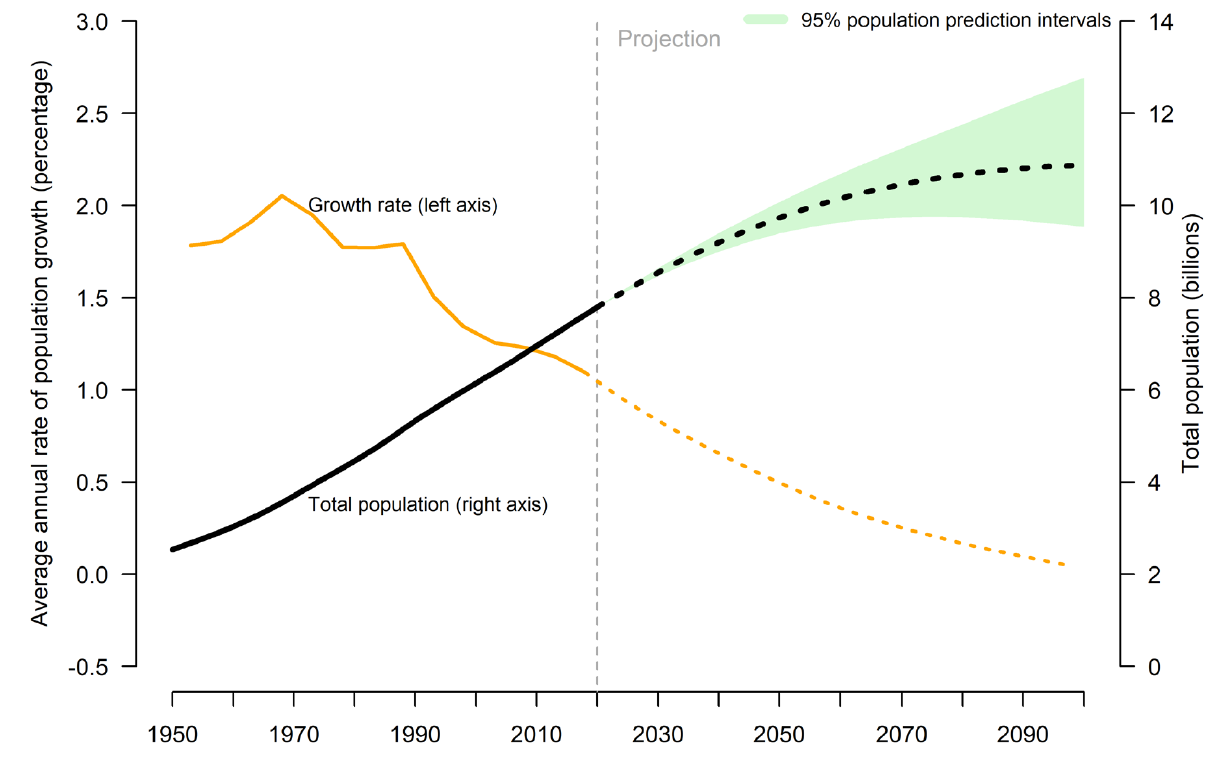 95% population prediction intervals
Projection
Average annual rate of population growth (percentage)
3.0
2.5
2.0
1.5
1.0
0.5
0.0
-0.5
Growth rate (left axis)
Total population (right axis)
14
12
10
8
6
4
2
0
Total population (billions)
1950 1970 1990 2010 2030 2050 2070 2090